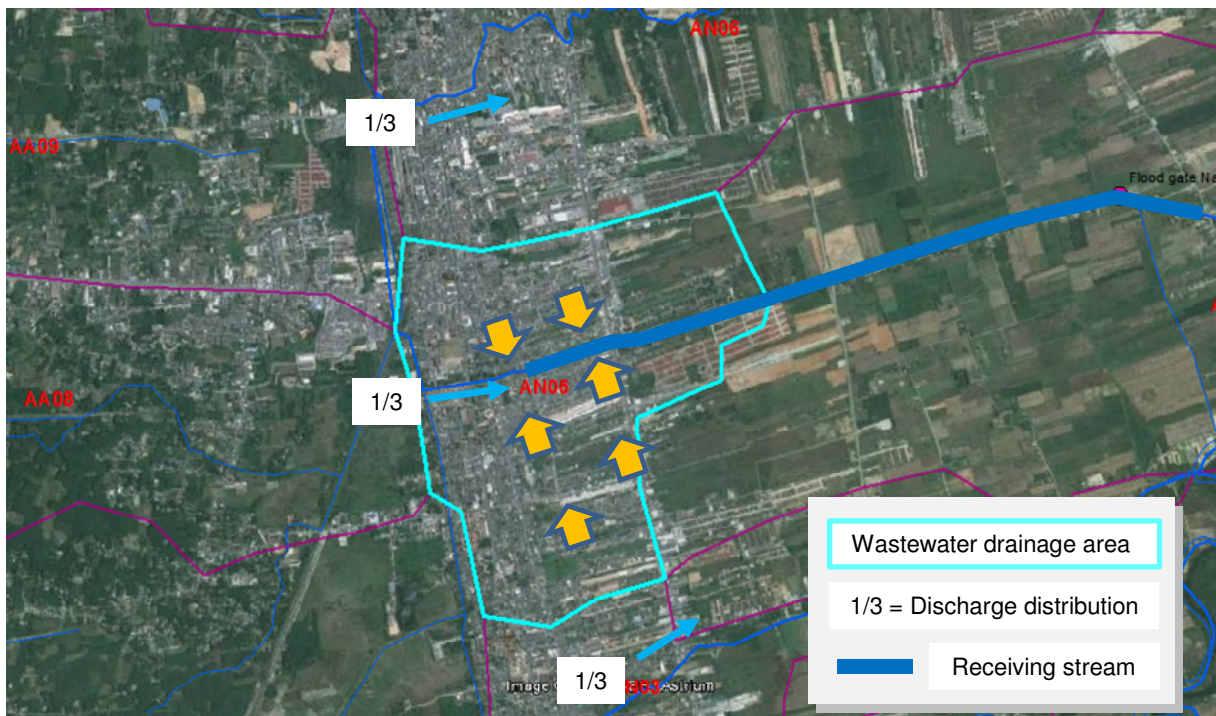 AN06
1/3
AA09
Flood gate Na
AN05
1/3
AA08
Wastewater drainage area
1/3 = Discharge distribution
Receiving stream
1/3
Image